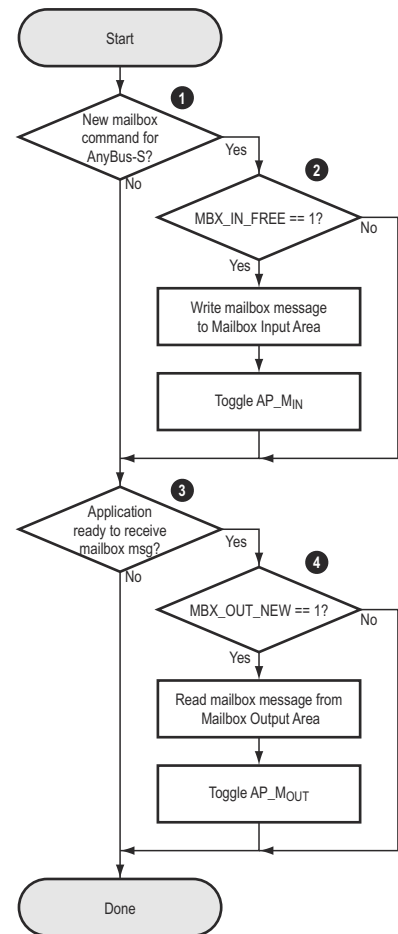 Start
1
New mailbox
command for
AnyBus-S?
Yes
No
2
MBX_IN_FREE == 1?
No
Yes
Write mailbox message
to Mailbox Input Area
Toggle AP_MIN
3
Application
ready to receive
mailbox msg?
Yes
No
4
MBX_OUT_NEW == 1?
No
Yes
Read mailbox message from
Mailbox Output Area
Toggle AP_MOUT
Done